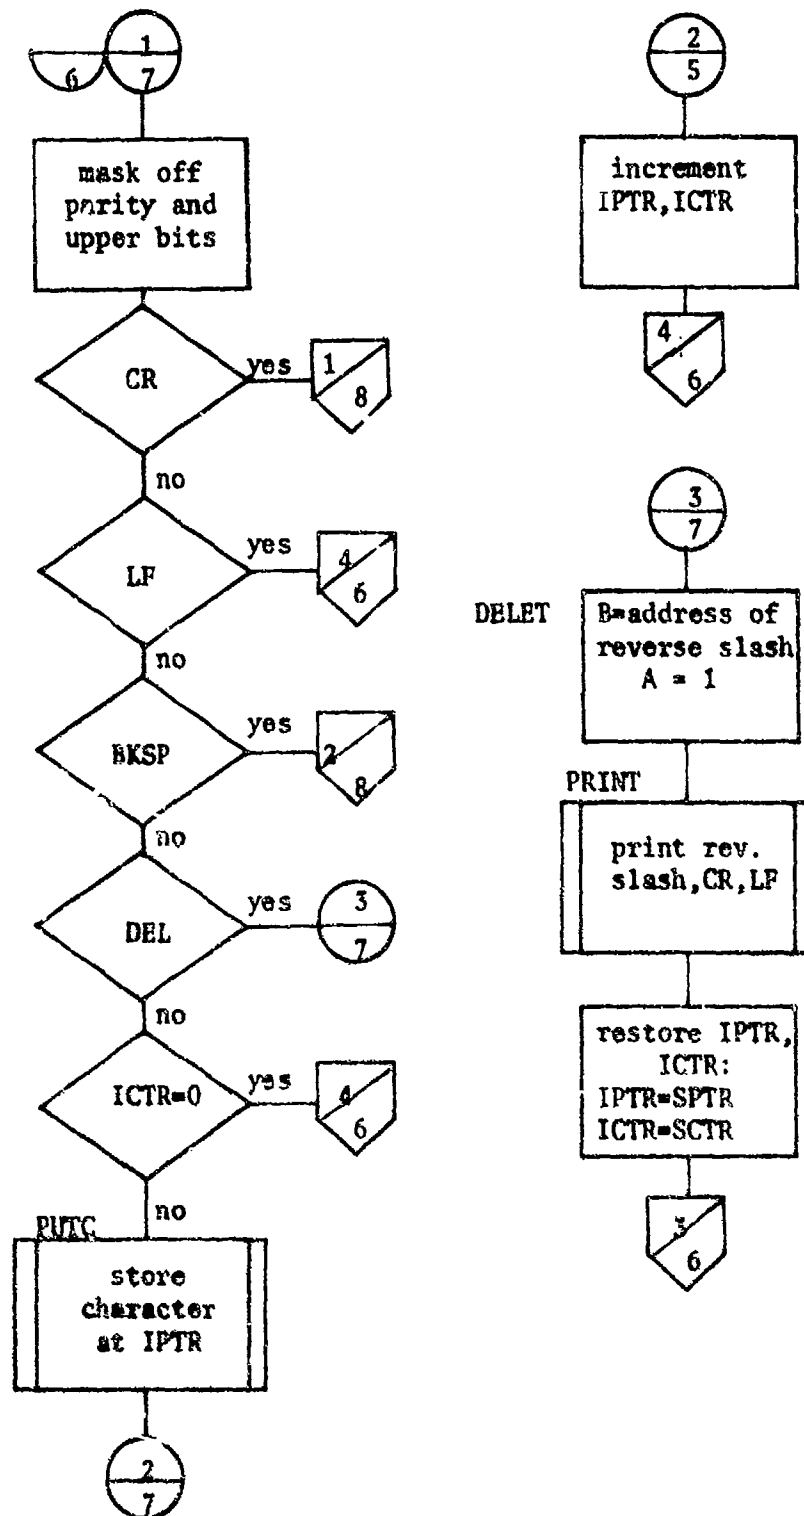 6
1
7
mask off
parity and
upper bits
CR
yes
1
8
no
LF
yes
4
6
no
BKSP
yes
2
8
no
DEL
yes
3
7
no
ICTR=0
yes
4
6
no
PUTC
store
character
at IPTR
2
7
2
5
increment
IPTR,ICTR
4
6
3
7
DELET
B=address of
reverse slash
A = 1
PRINT
print rev.
slash,CR,LF
restore IPTR,
ICTR:
IPTR=SPTR
ICTR=SCTR
6